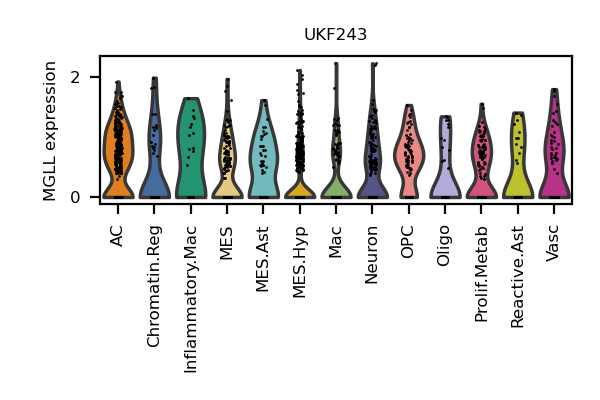 UKF243
MGLL expression
2
0
AC
Chromatin.Reg
Inflammatory.Mac
MES
MES.Ast
MES.Hyp
Mac
Neuron
OPC
Oligo
Prolif.Metab
Reactive.Ast
Vasc